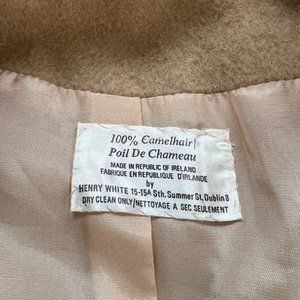 100% Camelhair/
Poil De Chameau
MADE IN REPUBLIC OF IRELAND
FABRIQUE EN REPUBLIQUE D'IRLANDE
by
HENRY WHITE 15-15A Sth. Summer St, Dublin 8
DRY CLEAN ONLY/NETTOYAGE A SEC SEULEMENT